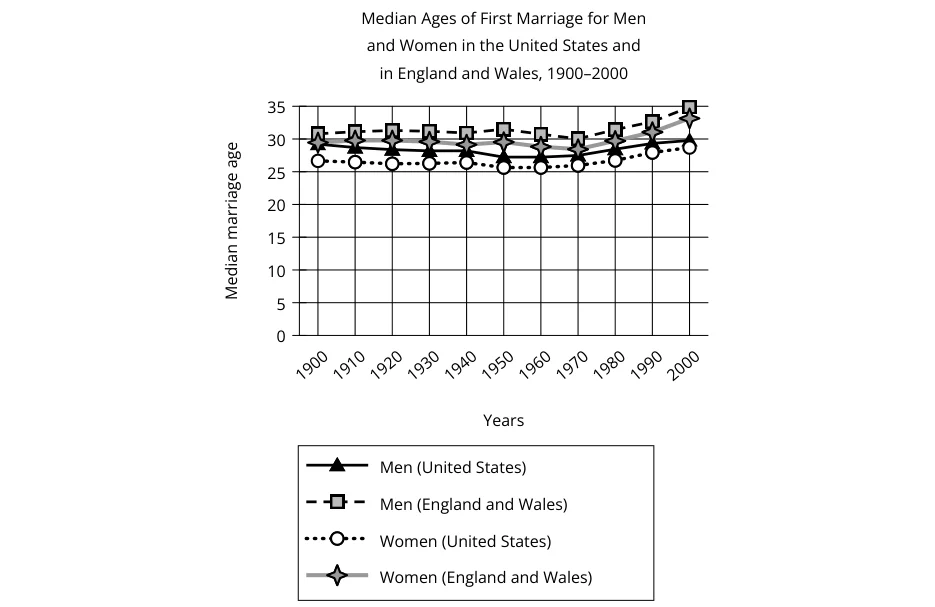 Median Ages of First Marriage for Men
and Women in the United States and
in England and Wales, 1900–2000
Median marriage age
35
30
25
20
15
10
5
0
1900
1910
1920
1930
1940
1950
1960
1970
1980
1990
2000
Years
Men (United States)
Men (England and Wales)
Women (United States)
Women (England and Wales)